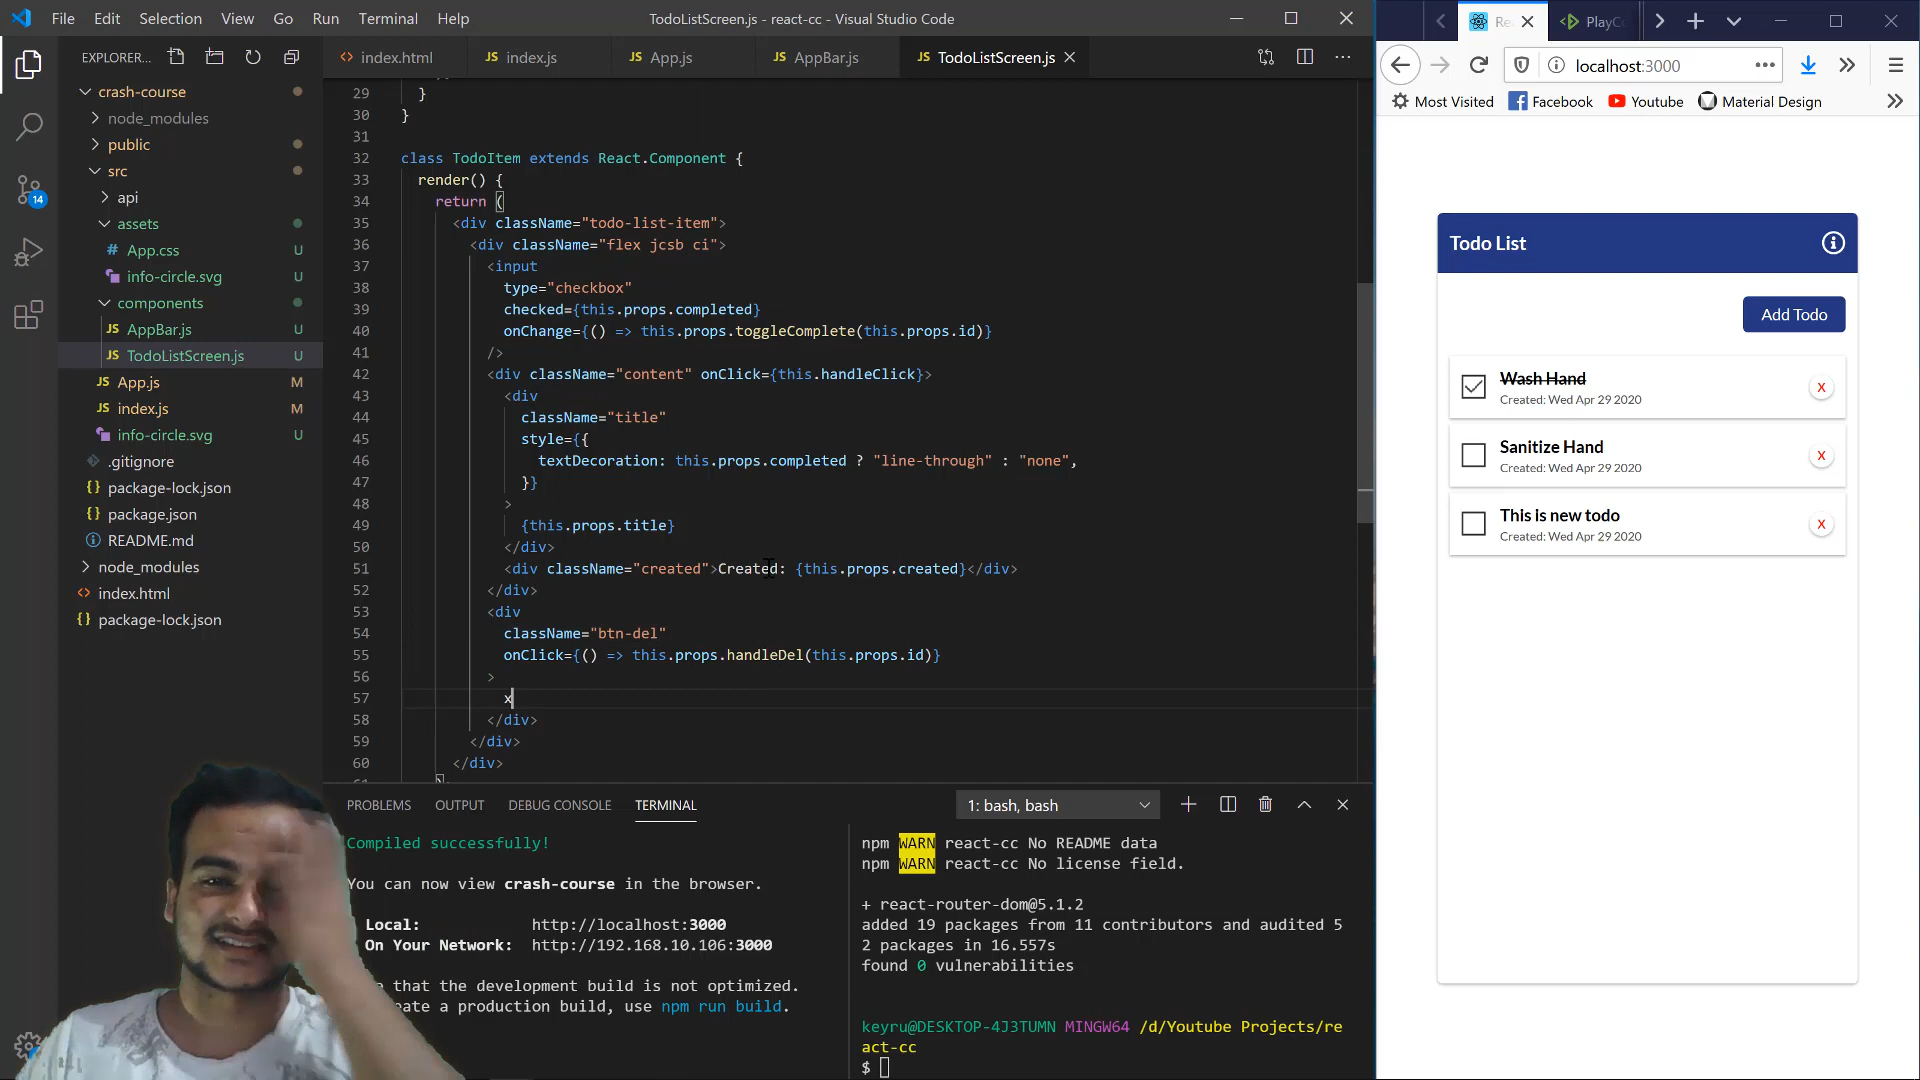 File Edit Selection View Go Run Terminal Help
TodoListScreen.js - react-cc - Visual Studio Code
EXPLORER...
crash-course
node_modules
public
src
api
assets
# App.css U
info-circle.svg U
components
JS AppBar.js U
JS TodoListScreen.js U
JS App.js M
JS index.js M
info-circle.svg U
.gitignore
{} package-lock.json
{} package.json
README.md
node_modules
<> index.html
package-lock.json
14
<> index.html JS index.js JS App.js JS AppBar.js JS TodoListScreen.js
29 }
30 }
31
32 class TodoItem extends React.Component {
33 render() {
34 return (
35 <div className="todo-list-item">
36 <div className="flex jcsb ci">
37 <input
38 type="checkbox"
39 checked={this.props.completed}
40 onChange={() => this.props.toggleComplete(this.props.id)}
41 />
42 <div className="content" onClick={this.handleClick}>
43 <div
44 className="title"
45 style={{
46 textDecoration: this.props.completed ? "line-through" : "none",
47 }}
48 >
49 {this.props.title}
50 </div>
51 <div className="created">Created: {this.props.created}</div>
52 </div>
53 <div
54 className="btn-del"
55 onClick={() => this.props.handleDel(this.props.id)}
56 >
57 x
58 </div>
59 </div>
60 </div>
PROBLEMS OUTPUT DEBUG CONSOLE TERMINAL
1: bash, bash
Compiled successfully!
You can now view crash-course in the browser.
Local: http://localhost:3000
On Your Network: http://192.168.10.106:3000
that the development build is not optimized.
production build, use npm run build.
npm WARN react-cc No README data
npm WARN react-cc No license field.
+ react-router-dom@5.1.2
added 19 packages from 11 contributors and audited 5
2 packages in 16.557s
found 0 vulnerabilities
keyru@DESKTOP-4J3TUMN MINGW64 /d/Youtube Projects/re
act-cc
$
localhost:3000
Most Visited Facebook Youtube Material Design
Todo List
Add Todo
Wash Hand
Created: Wed Apr 29 2020
X
Sanitize Hand
Created: Wed Apr 29 2020
X
This is new todo
Created: Wed Apr 29 2020
X